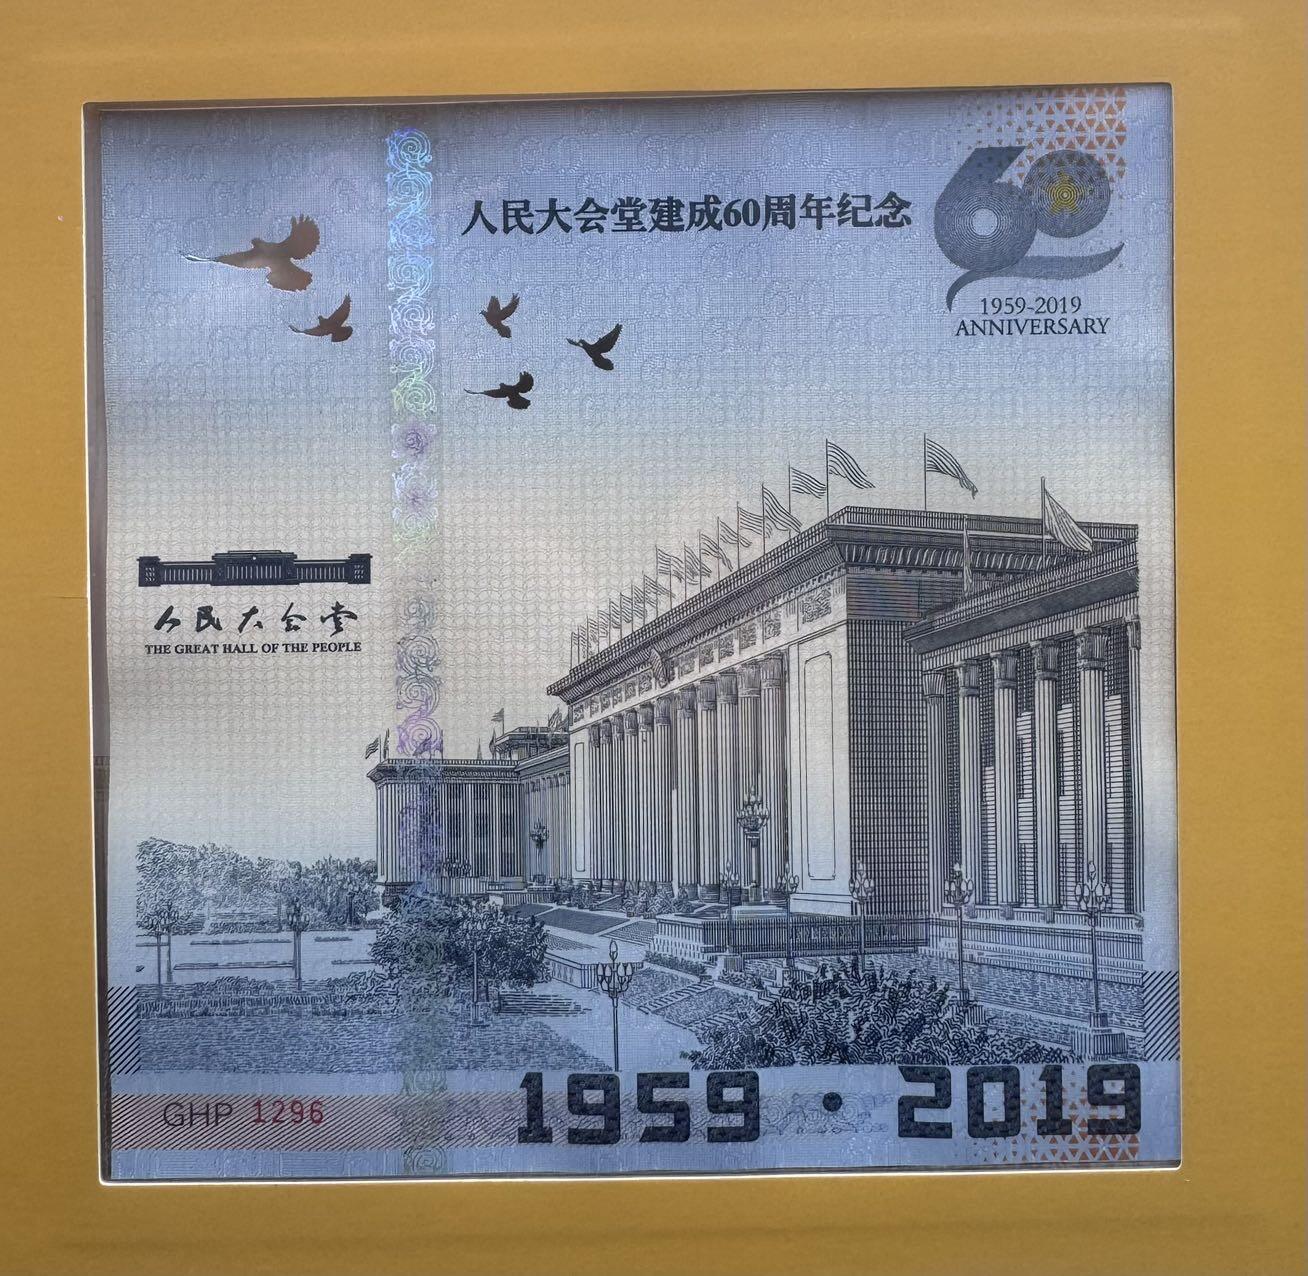 人民大会堂建成60周年纪念
60
1959-2019
ANNIVERSARY
人民大会堂
THE GREAT HALL OF THE PEOPLE
GHP 1296
1959·2019